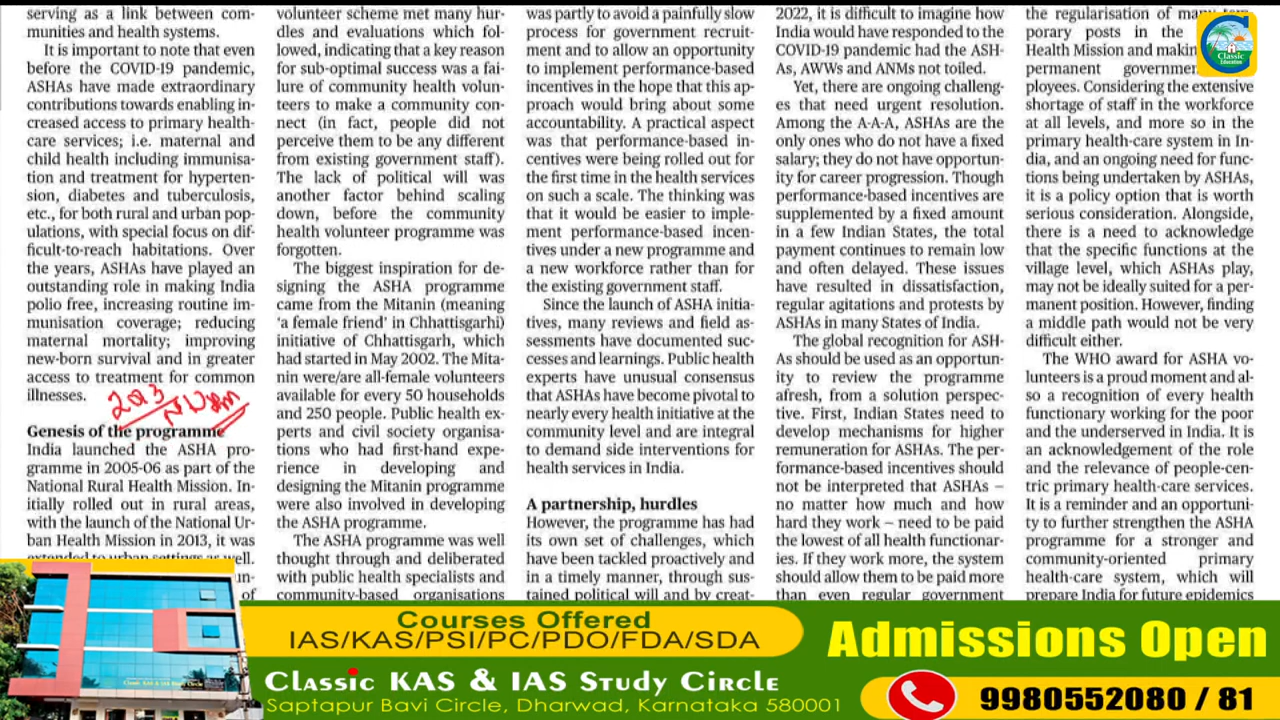 serving as a link between com-
munities and health systems.
It is important to note that even
before the COVID-19 pandemic,
ASHAs have made extraordinary
contributions towards enabling in-
creased access to primary health-
care services; i.e. maternal and
child health including immunisa-
tion and treatment for hyperten-
sion, diabetes and tuberculosis,
etc., for both rural and urban pop-
ulations, with special focus on dif-
ficult-to-reach habitations. Over
the years, ASHAs have played an
outstanding role in making India
polio free, increasing routine im-
munisation coverage; reducing
maternal mortality; improving
new-born survival and in greater
access to treatment for common
illnesses.
Genesis of the programme
India launched the ASHA pro-
gramme in 2005-06 as part of the
National Rural Health Mission. In-
itially rolled out in rural areas,
with the launch of the National Ur-
ban Health Mission in 2013, it was
extended to urban settings as well.
of
volunteer scheme met many hur-
dles and evaluations which fol-
lowed, indicating that a key reason
for sub-optimal success was a fai-
lure of community health volun-
teers to make a community con-
nect (in fact, people did not
perceive them to be any different
from existing government staff).
The lack of political will was
another factor behind scaling
down, before the community
health volunteer programme was
forgotten.
The biggest inspiration for de-
signing the ASHA programme
came from the Mitanin (meaning
‘a female friend’ in Chhattisgarhi)
initiative of Chhattisgarh, which
had started in May 2002. The Mita-
nin were/are all-female volunteers
available for every 50 households
and 250 people. Public health ex-
perts and civil society organisa-
tions who had first-hand expe-
rience in developing and
designing the Mitanin programme
were also involved in developing
the ASHA programme.
The ASHA programme was well
thought through and deliberated
with public health specialists and
community-based organisations
was partly to avoid a painfully slow
process for government recruit-
ment and to allow an opportunity
to implement performance-based
incentives in the hope that this ap-
proach would bring about some
accountability. A practical aspect
was that performance-based in-
centives were being rolled out for
the first time in the health services
on such a scale. The thinking was
that it would be easier to imple-
ment performance-based incen-
tives under a new programme and
a new workforce rather than for
the existing government staff.
Since the launch of ASHA initia-
tives, many reviews and field as-
sessments have documented suc-
cesses and learnings. Public health
experts have unusual consensus
that ASHAs have become pivotal to
nearly every health initiative at the
community level and are integral
to demand side interventions for
health services in India.
A partnership, hurdles
However, the programme has had
its own set of challenges, which
have been tackled proactively and
in a timely manner, through sus-
tained political will and by creat-
2022, it is difficult to imagine how
India would have responded to the
COVID-19 pandemic had the ASH-
As, AWWs and ANMs not toiled.
Yet, there are ongoing challeng-
es that need urgent resolution.
Among the A-A-A, ASHAs are the
only ones who do not have a fixed
salary; they do not have opportun-
ity for career progression. Though
performance-based incentives are
supplemented by a fixed amount
in a few Indian States, the total
payment continues to remain low
and often delayed. These issues
have resulted in dissatisfaction,
regular agitations and protests by
ASHAs in many States of India.
The global recognition for ASH-
As should be used as an opportun-
ity to review the programme
afresh, from a solution perspec-
tive. First, Indian States need to
develop mechanisms for higher
remuneration for ASHAs. The per-
formance-based incentives should
not be interpreted that ASHAs –
no matter how much and how
hard they work – need to be paid
the lowest of all health functionar-
ies. If they work more, the system
should allow them to be paid more
than even regular government
the regularisation of many tem-
porary posts in the
Health Mission and making
permanent
ployees. Considering the extensive
shortage of staff in the workforce
at all levels, and more so in the
primary health-care system in In-
dia, and an ongoing need for func-
tions being undertaken by ASHAs,
it is a policy option that is worth
serious consideration. Alongside,
there is a need to acknowledge
that the specific functions at the
village level, which ASHAs play,
may not be ideally suited for a per-
manent position. However, finding
a middle path would not be very
difficult either.
The WHO award for ASHA vo-
lunteers is a proud moment and al-
so a recognition of every health
functionary working for the poor
and the underserved in India. It is
an acknowledgement of the role
and the relevance of people-cen-
tric primary health-care services.
It is a reminder and an opportuni-
ty to further strengthen the ASHA
programme for a stronger and
community-oriented primary
health-care system, which will
prepare India for future epidemics
Classic
Education
Courses Offered
IAS/KAS/PSI/PC/PDO/FDA/SDA
Classic KAS & IAS Study Circle
Saptapur Bavi Circle, Dharwad, Karnataka 580001
Admissions Open
9980552080 / 81
CLASSIC KAS & IAS STUDY CIRCLE